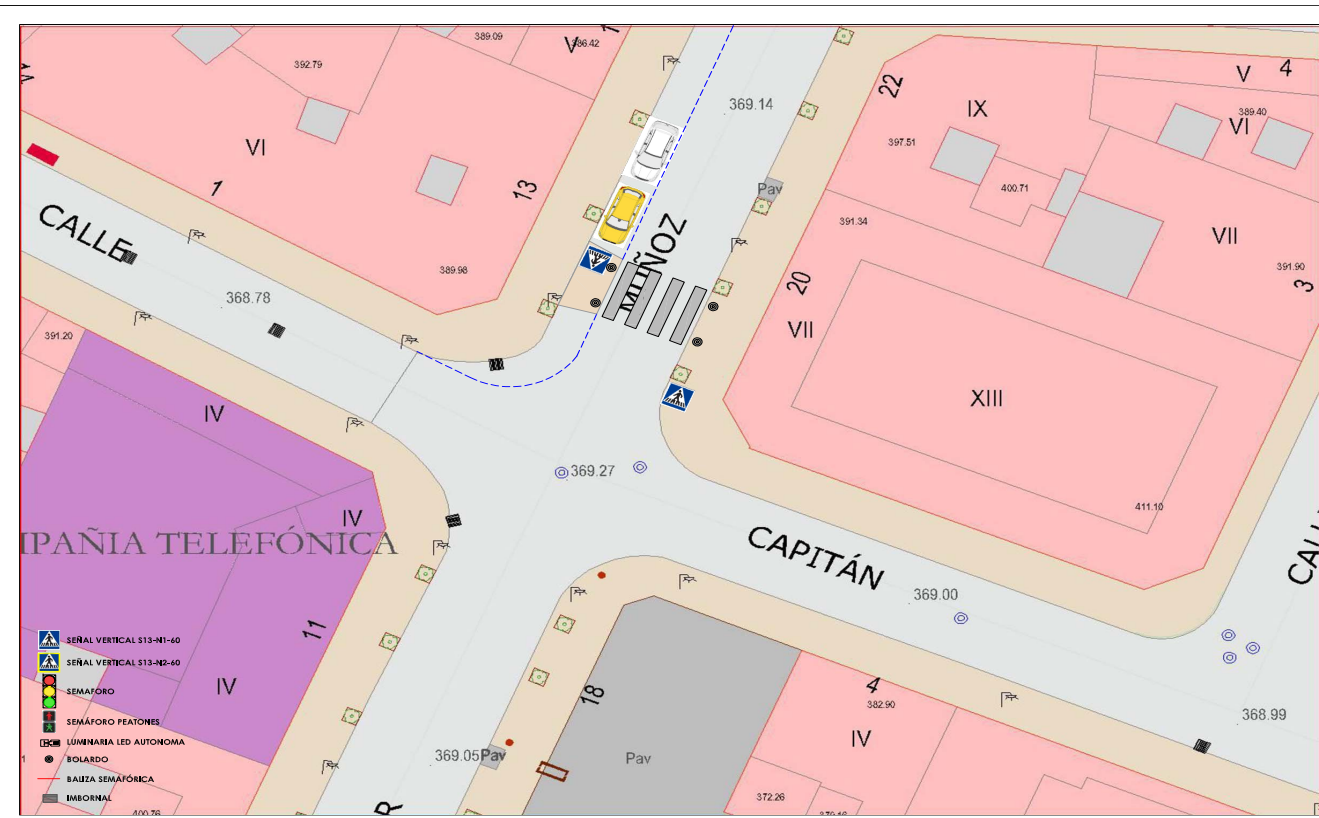 389.09
V
386.42
1
392.79
369.14
22
IX
V
4
389.40
VI
VI
397.51
1
13
Pav
400.71
CALLE
391.34
MUÑOZ
VII
389.98
20
391.90
3
368.78
VII
391.20
XIII
IV
369.27
411.10
IV
IPAÑIA TELEFÓNICA
CAPITÁN
369.00
11
SEÑAL VERTICAL S13-N1-60
SEÑAL VERTICAL S13-N2-60
IV
18
4
382.90
SEMAFORO
SEMÁFORO PEATONES
368.99
IV
LUMINARIA LED AUTONOMA
369.05
Pav
Pav
BOLARDO
BALIZA SEMAFÓRICA
IMBORNAL
372.26
R